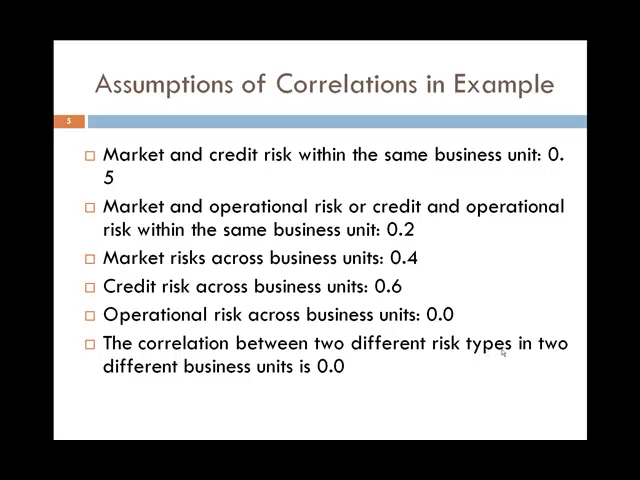 Assumptions of Correlations in Example
5
Market and credit risk within the same business unit: 0.
5
Market and operational risk or credit and operational
risk within the same business unit: 0.2
Market risks across business units: 0.4
Credit risk across business units: 0.6
Operational risk across business units: 0.0
The correlation between two different risk types in two
different business units is 0.0